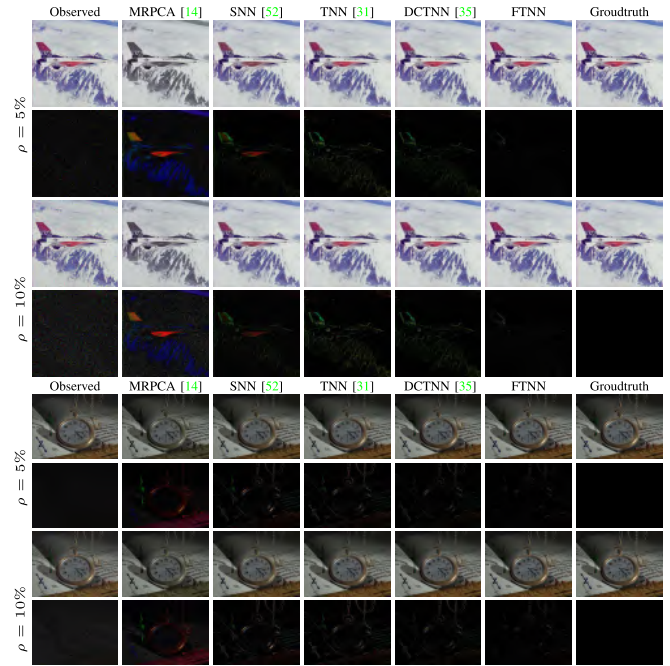 Observed MRPCA [14] SNN [52] TNN [31] DCTNN [35] FTNN Groudtruth
ρ = 5%
ρ = 10%
Observed MRPCA [14] SNN [52] TNN [31] DCTNN [35] FTNN Groudtruth
ρ = 5%
ρ = 10%